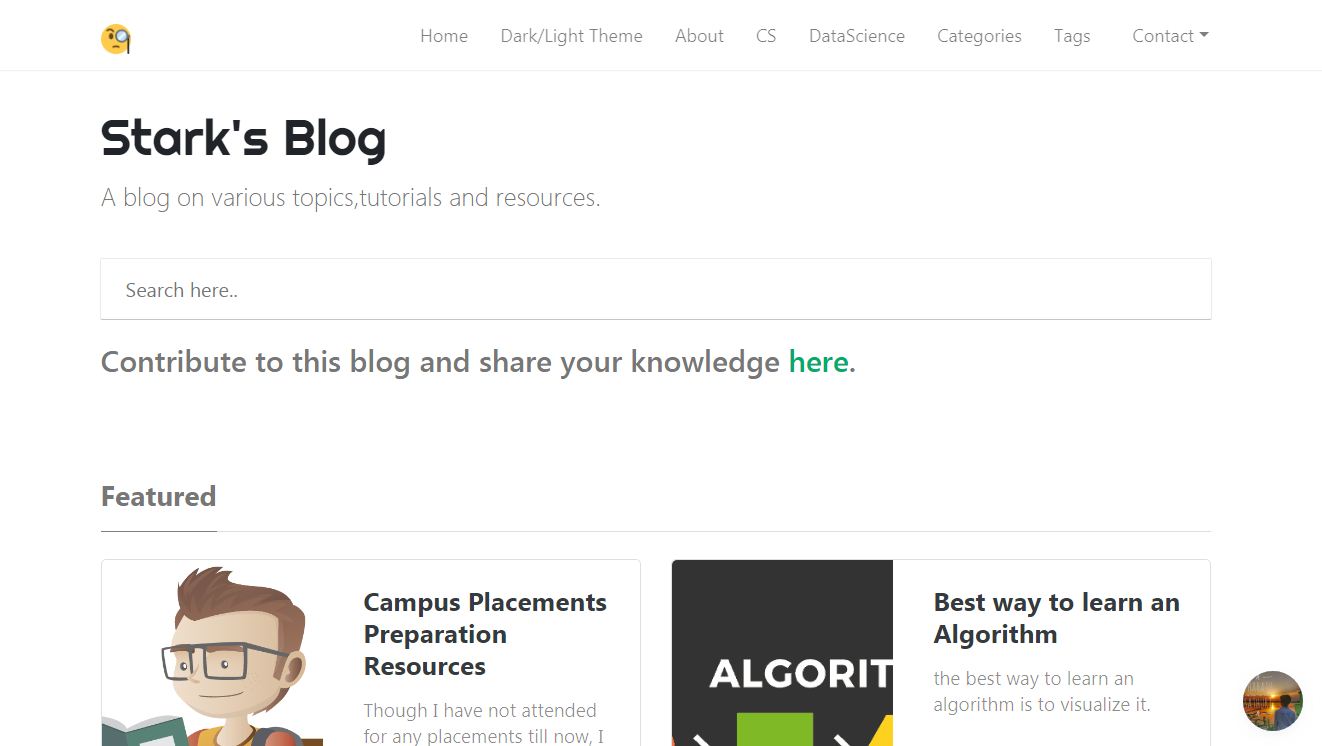 Home Dark/Light Theme About CS DataScience Categories Tags Contact
Stark's Blog
A blog on various topics,tutorials and resources.
Search here..
Contribute to this blog and share your knowledge here.
Featured
Campus Placements
Preparation
Resources
Though I have not attended
for any placements till now, I
ALGORIT
Best way to learn an
Algorithm
the best way to learn an
algorithm is to visualize it.